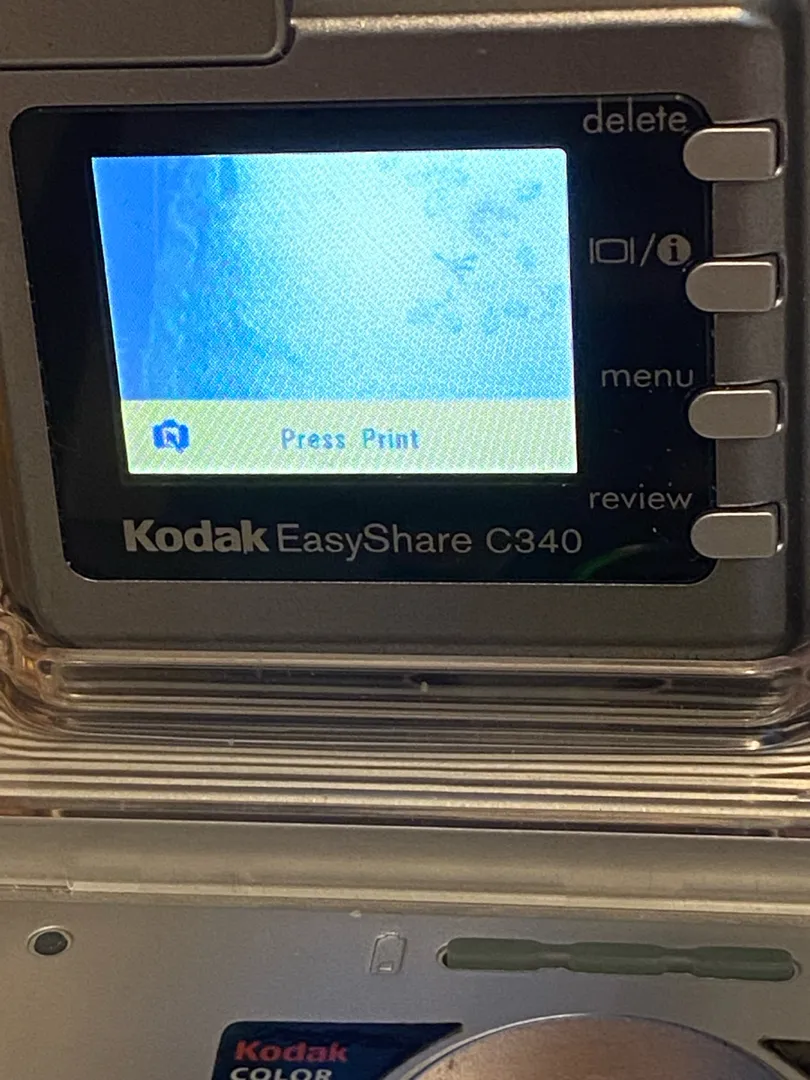 delete
i
menu
Press Print
review
Kodak EasyShare C340
Kodak
COLOR